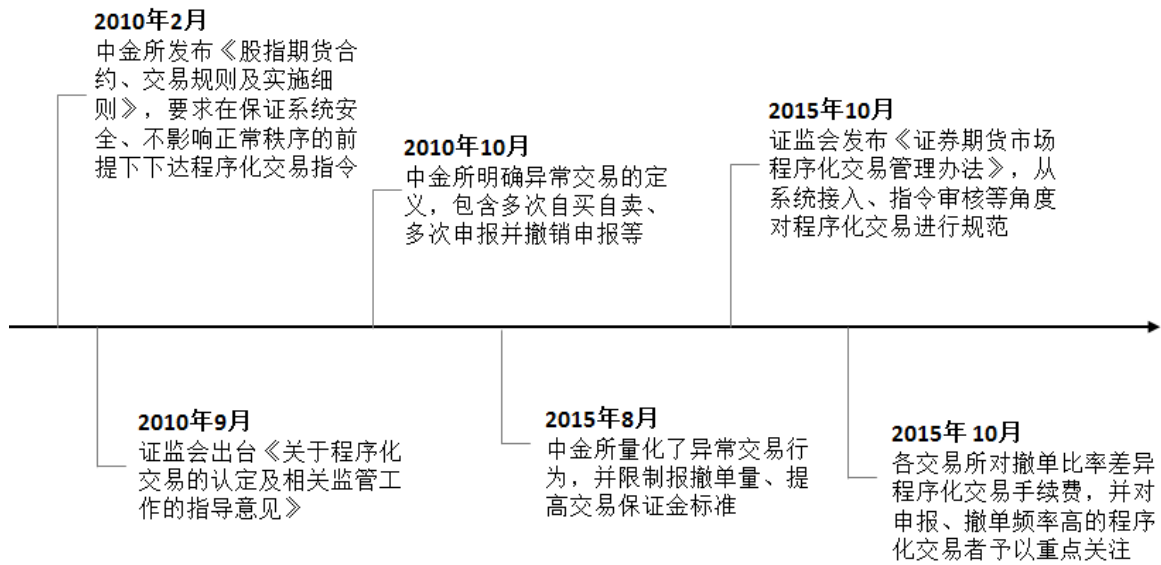 2010年2月
中金所发布《股指期货合
约、交易规则及实施细
则》，要求在保证系统安
全、不影响正常秩序的前
提下下达程序化交易指令
2010年9月
证监会出台《关于程序化
交易的认定及相关监管工
作的指导意见》
2010年10月
中金所明确异常交易的定
义，包含多次自买自卖、
多次申报并撤销申报等
2015年8月
中金所量化了异常交易行
为，并限制报撤单量、提
高交易保证金标准
2015年10月
证监会发布《证券期货市场
程序化交易管理办法》，从
系统接入、指令审核等角度
对程序化交易进行规范
2015年 10月
各交易所对撤单比率差异
程序化交易手续费，并对
申报、撤单频率高的程序
化交易者予以重点关注